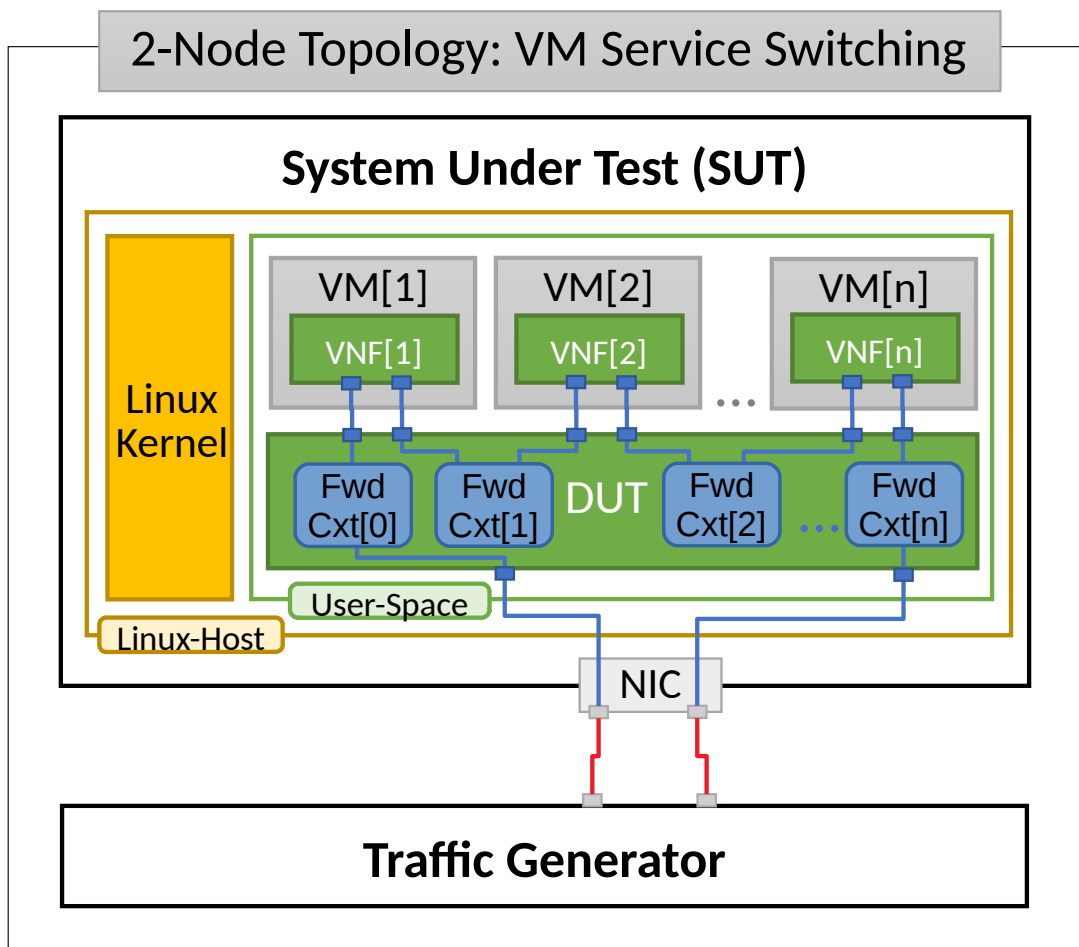 2-Node Topology: VM Service Switching
System Under Test (SUT)
Linux
Kernel
VM[1]
VNF[1]
VM[2]
VNF[2]
...
VM[n]
VNF[n]
Fwd
Cxt[0]
Fwd
Cxt[1]
DUT
Fwd
Cxt[2]
...
Fwd
Cxt[n]
User-Space
Linux-Host
NIC
Traffic Generator